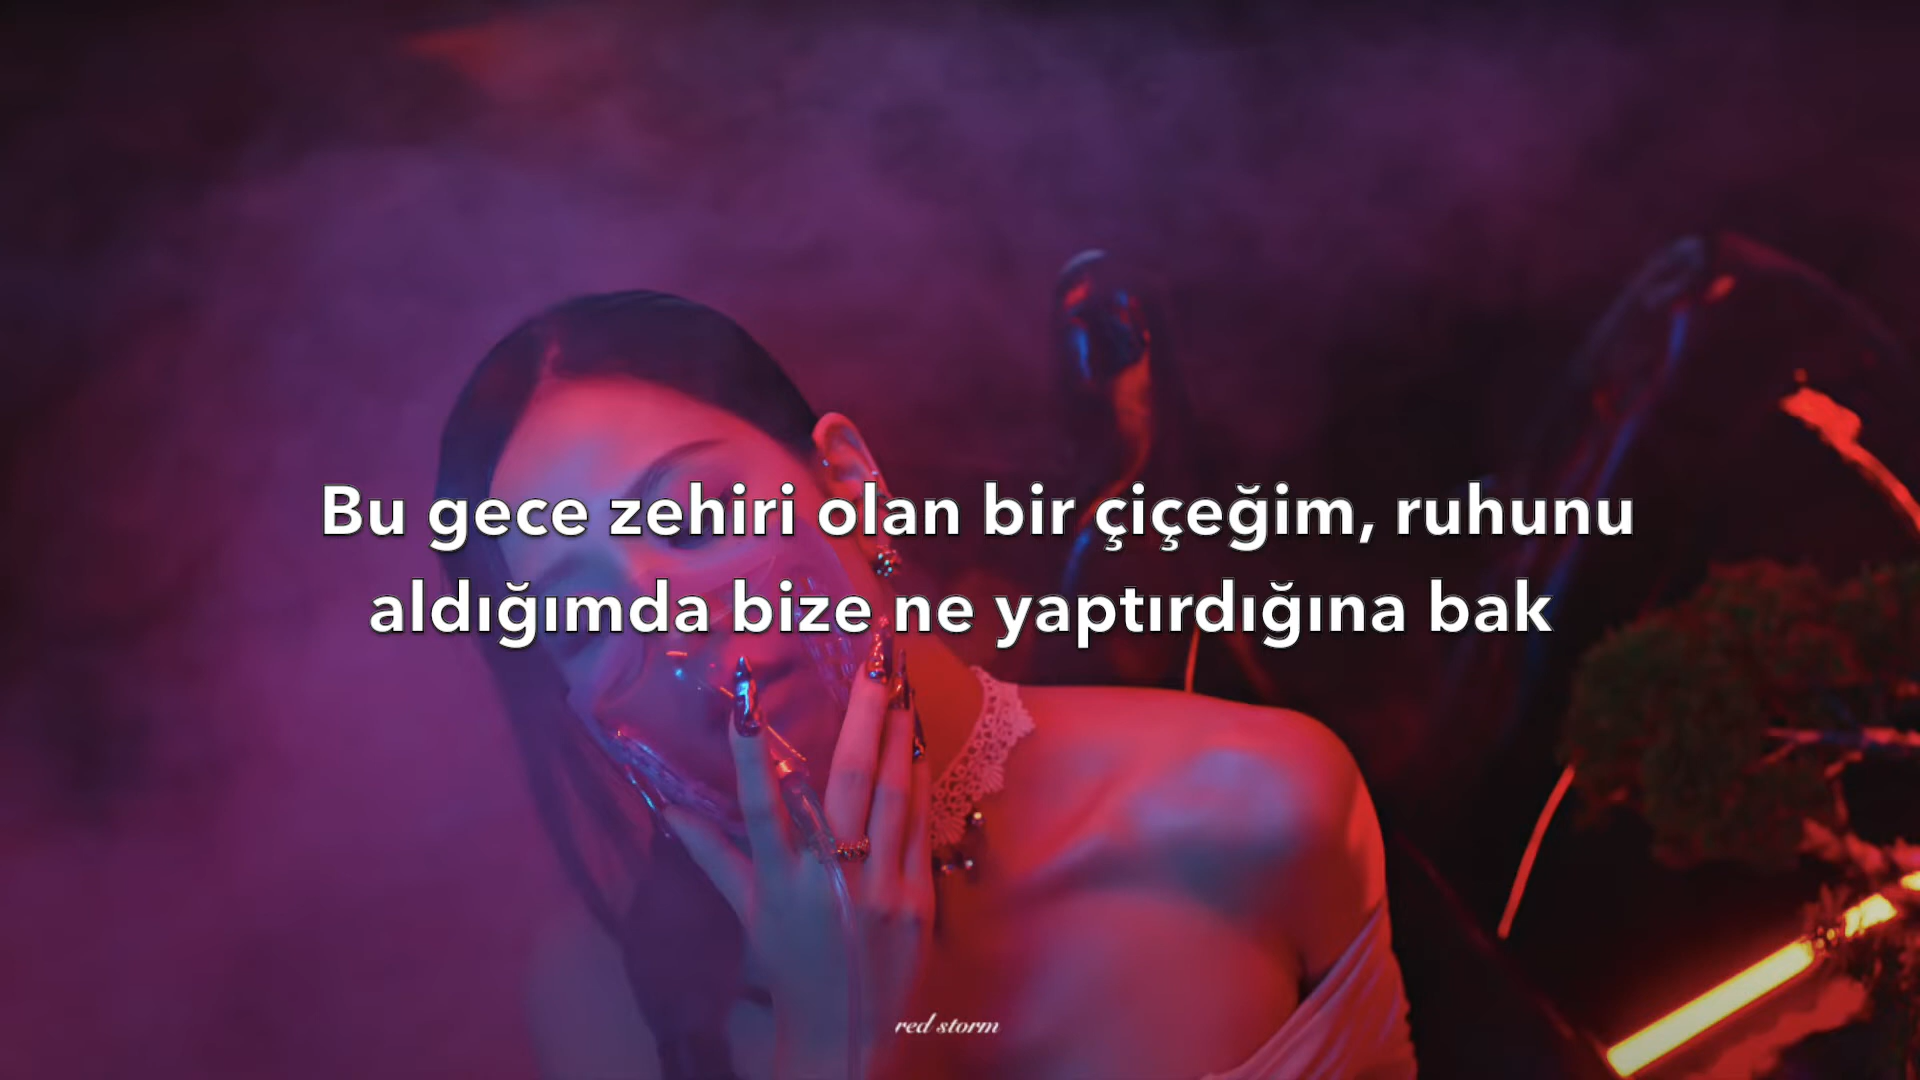 Bu gece zehiri olan bir çiçeğim, ruhunu
aldığımda bize ne yaptırdığına bak
red storm